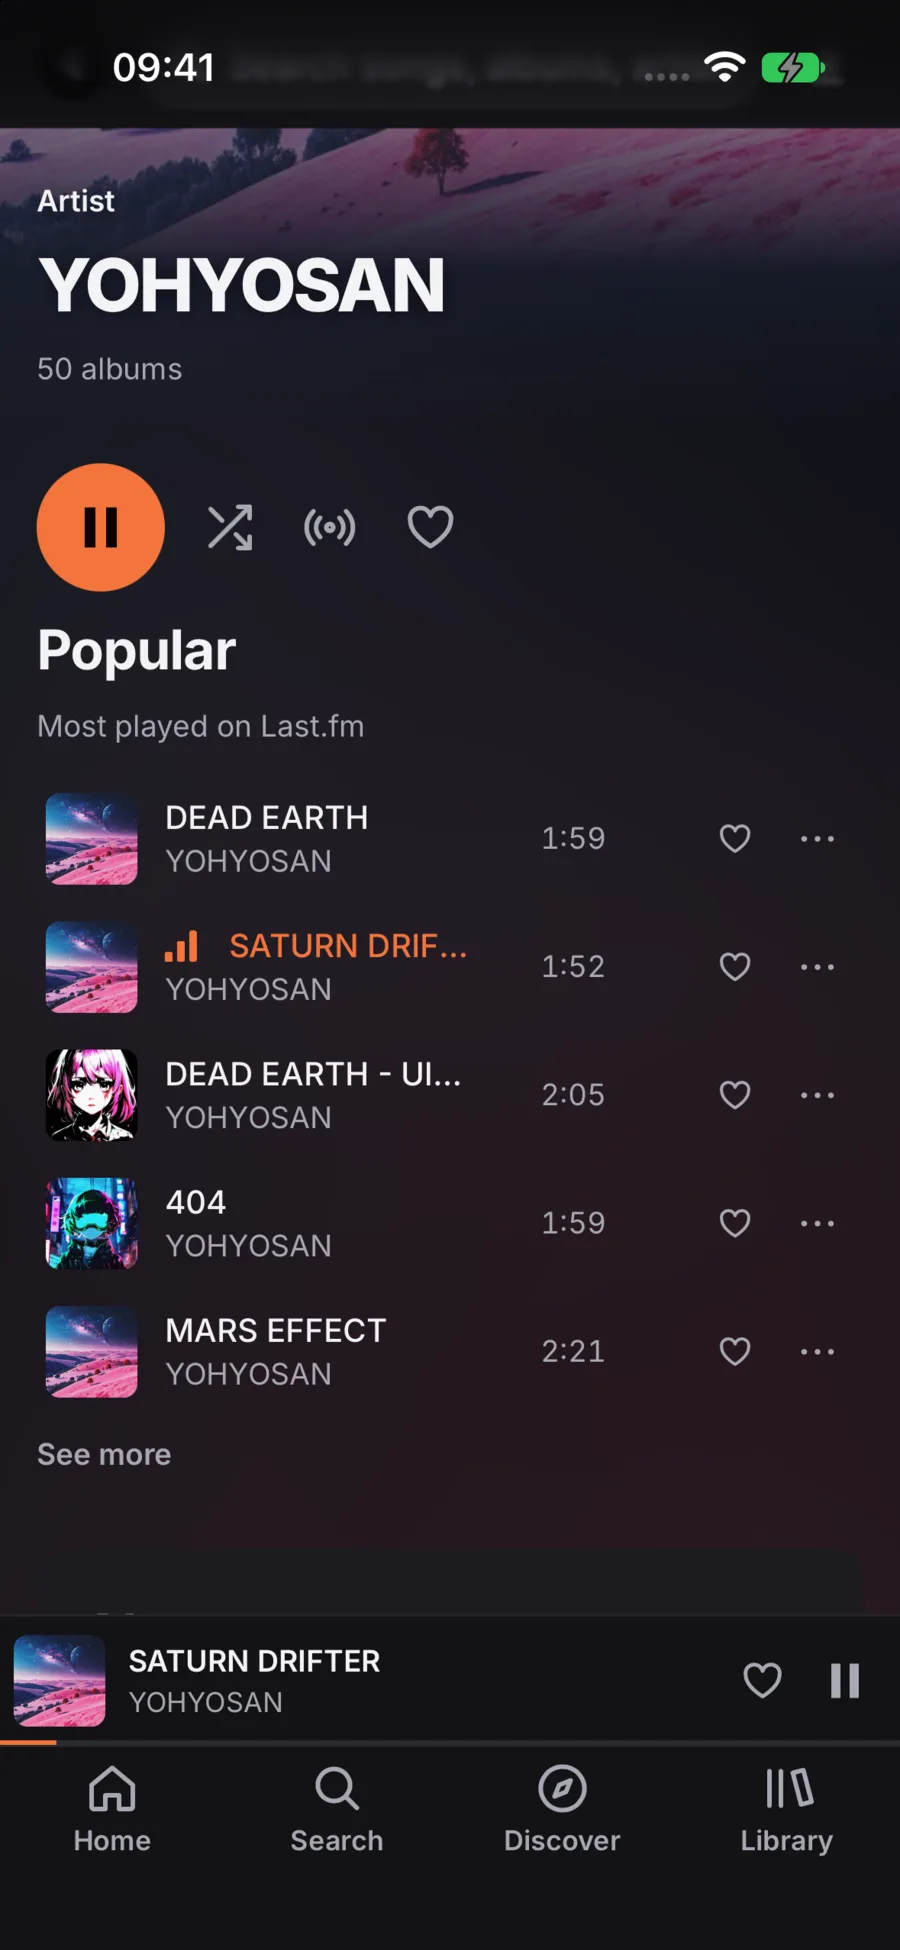 09:41
Artist
YOHYOSAN
50 albums
Popular
Most played on Last.fm
DEAD EARTH
YOHYOSAN
1:59
SATURN DRIF...
YOHYOSAN
1:52
DEAD EARTH - UI...
YOHYOSAN
2:05
404
YOHYOSAN
1:59
MARS EFFECT
YOHYOSAN
2:21
See more
SATURN DRIFTER
YOHYOSAN
Home
Search
Discover
Library